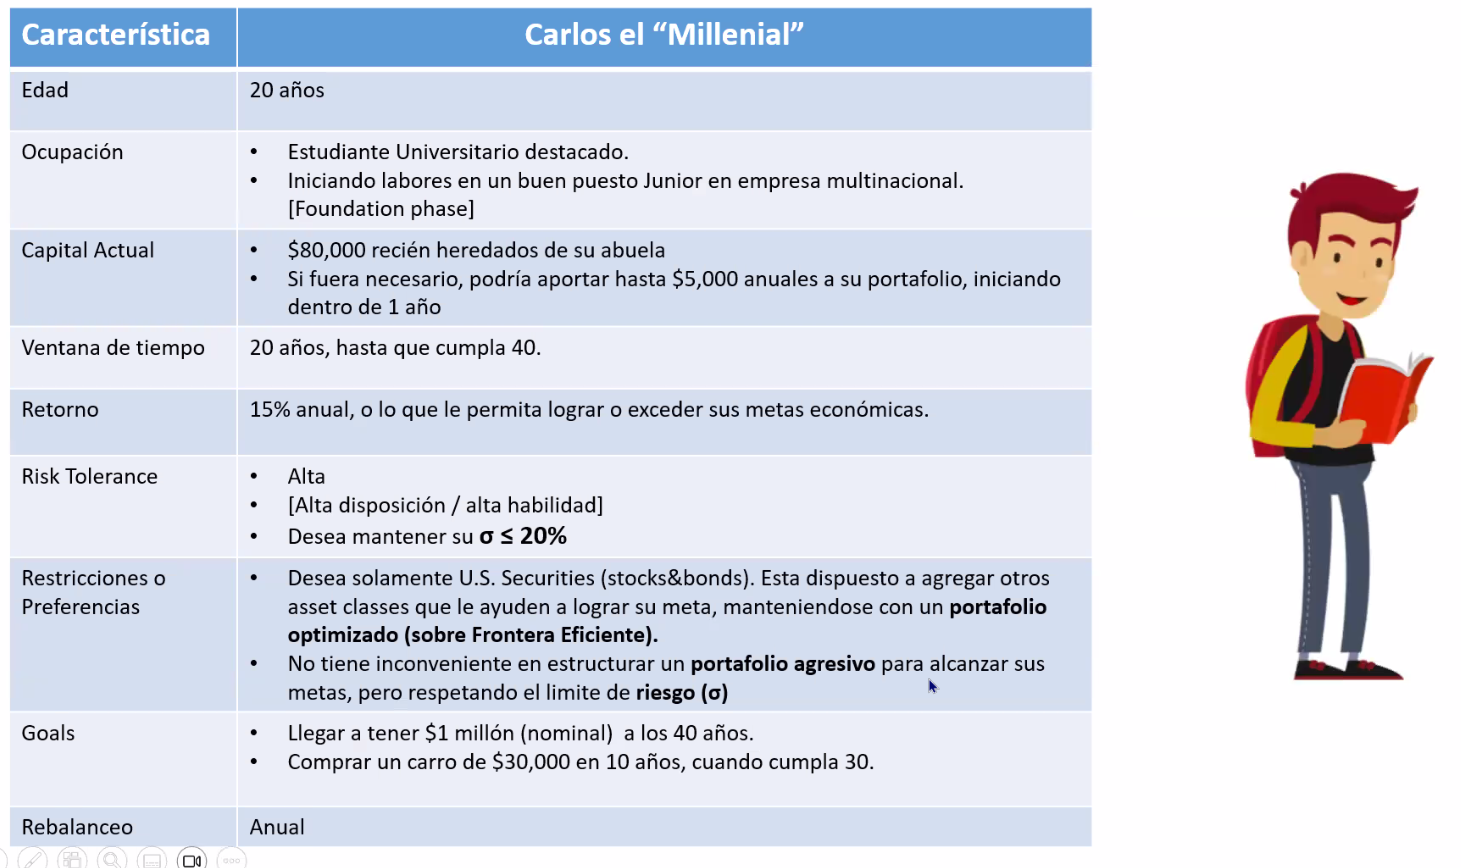 Característica
Carlos el “Millenial”
Edad
20 años
Ocupación
• Estudiante Universitario destacado.
• Iniciando labores en un buen puesto Junior en empresa multinacional.
[Foundation phase]
Capital Actual
• $80,000 recién heredados de su abuela
• Si fuera necesario, podría aportar hasta $5,000 anuales a su portafolio, iniciando
dentro de 1 año
Ventana de tiempo
20 años, hasta que cumpla 40.
Retorno
15% anual, o lo que le permita lograr o exceder sus metas económicas.
Risk Tolerance
• Alta
• [Alta disposición / alta habilidad]
• Desea mantener su σ ≤ 20%
Restricciones o
Preferencias
• Desea solamente U.S. Securities (stocks&bonds). Esta dispuesto a agregar otros
asset classes que le ayuden a lograr su meta, manteniendose con un portafolio
optimizado (sobre Frontera Eficiente).
• No tiene inconveniente en estructurar un portafolio agresivo para alcanzar sus
metas, pero respetando el limite de riesgo (σ)
Goals
• Llegar a tener $1 millón (nominal) a los 40 años.
• Comprar un carro de $30,000 en 10 años, cuando cumpla 30.
Rebalanceo
Anual